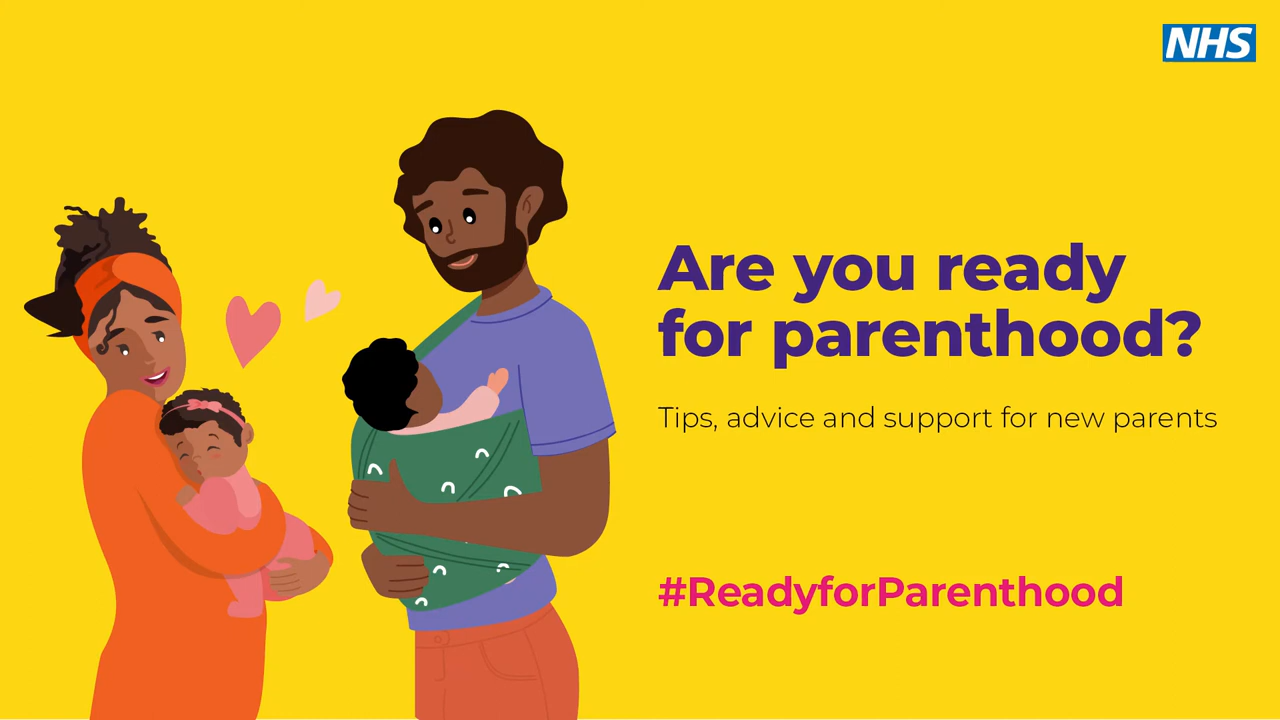 NHS
Are you ready
for parenthood?
Tips, advice and support for new parents
#ReadyforParenthood